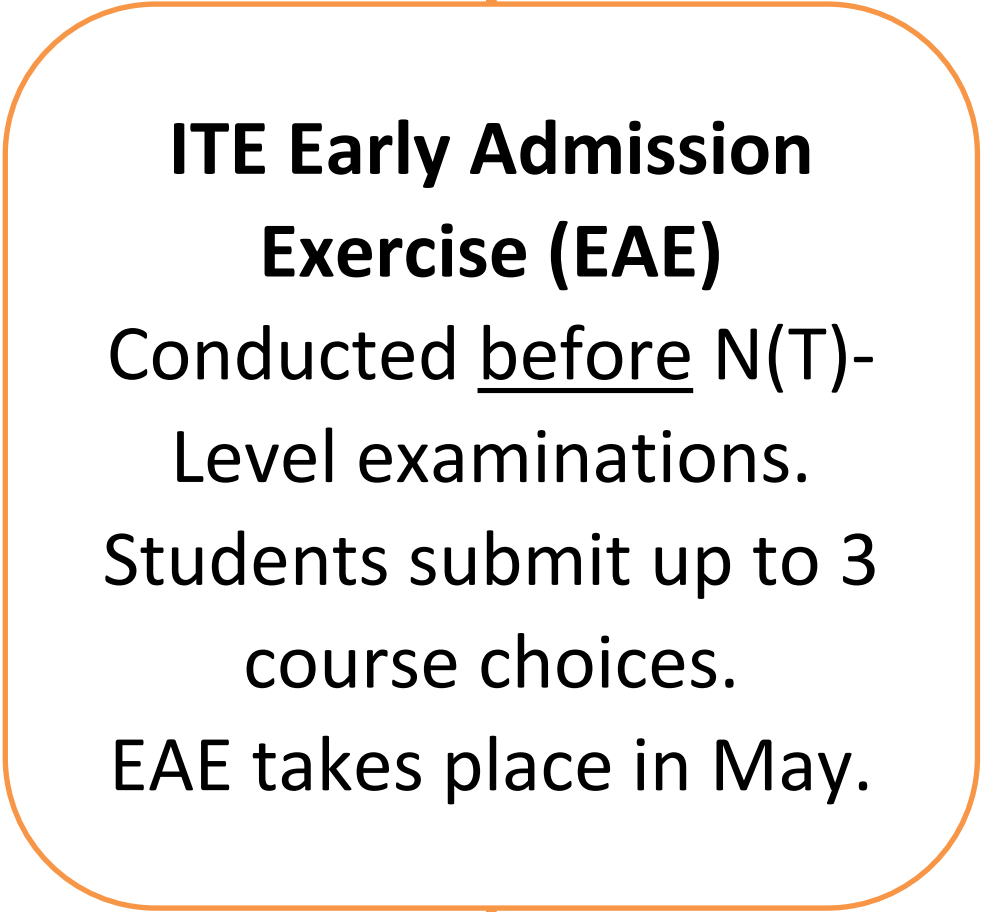 ITE Early Admission
Exercise (EAE)
Conducted before N(T)-
Level examinations.
Students submit up to 3
course choices.
EAE takes place in May.